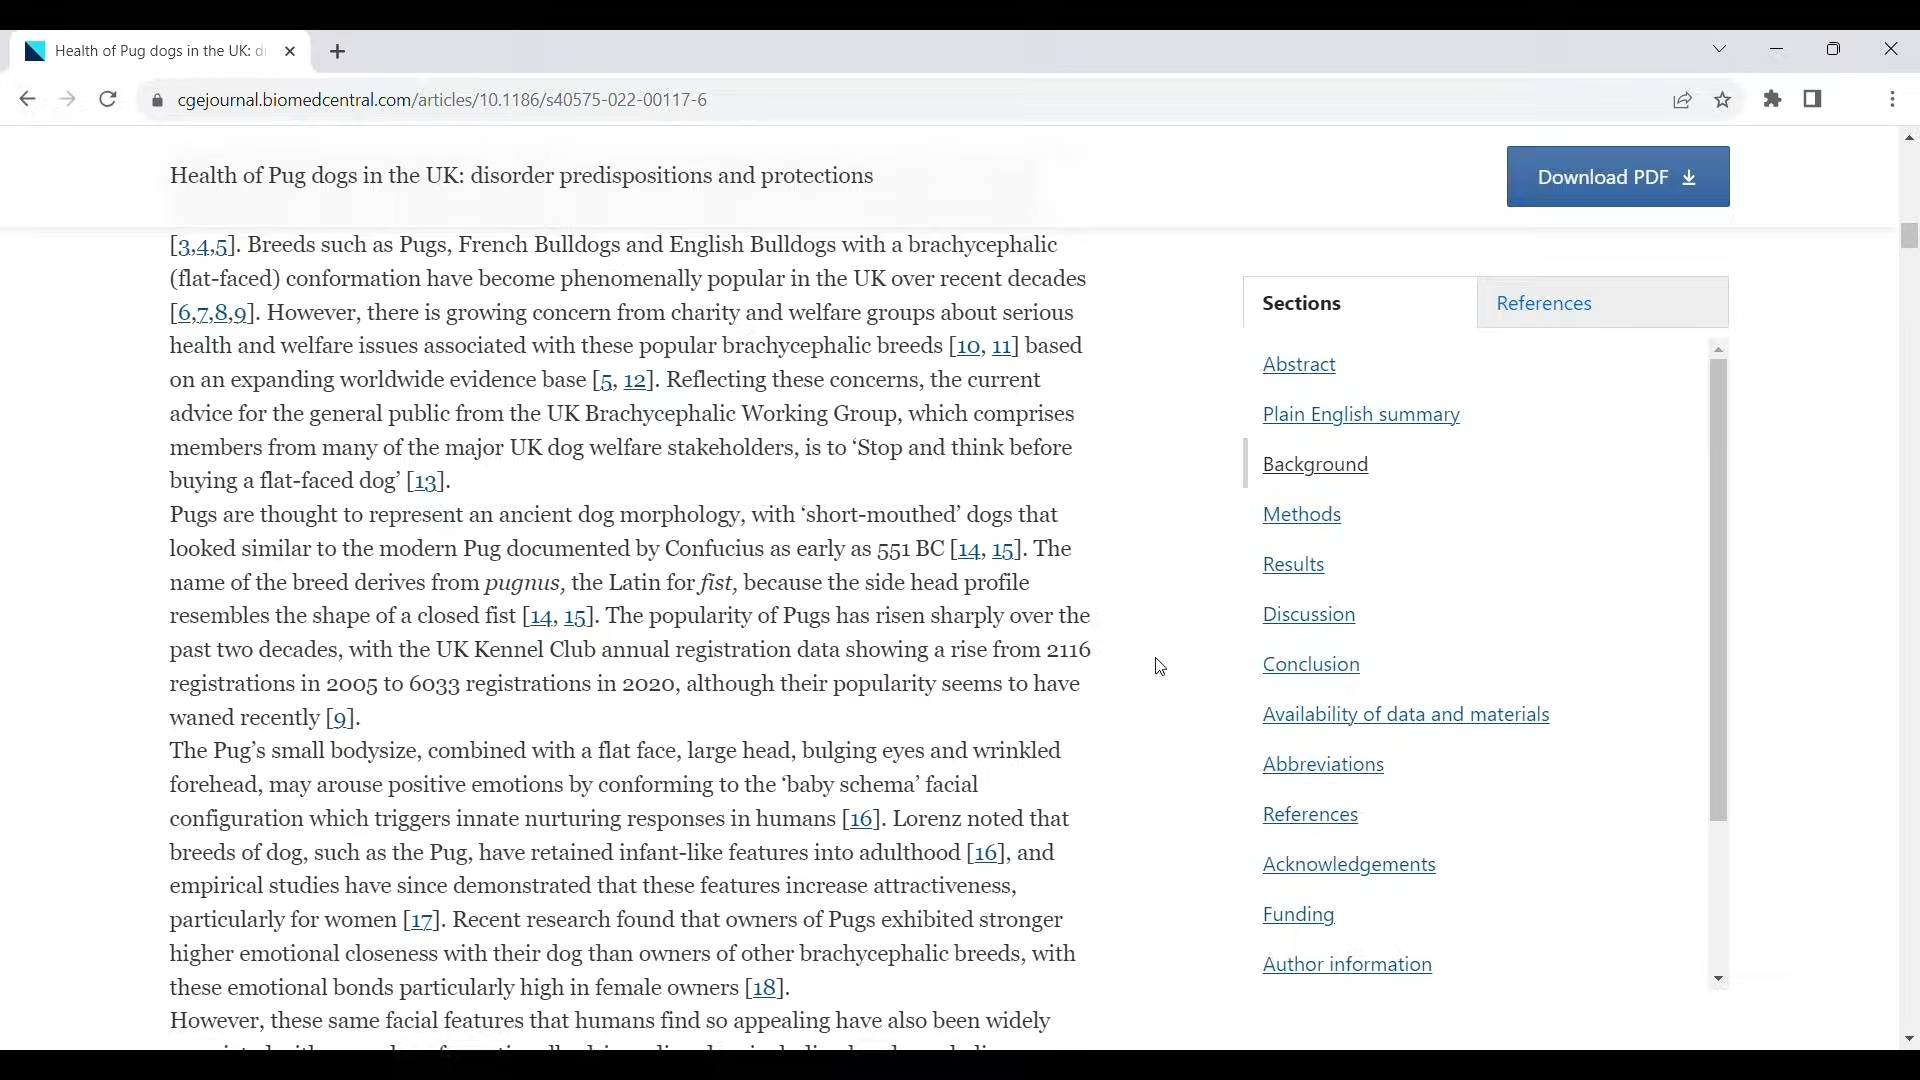 Health of Pug dogs in the UK: di
cgejournal.biomedcentral.com/articles/10.1186/s40575-022-00117-6
Health of Pug dogs in the UK: disorder predispositions and protections
Download PDF
[3,4,5]. Breeds such as Pugs, French Bulldogs and English Bulldogs with a brachycephalic
(flat-faced) conformation have become phenomenally popular in the UK over recent decades
[6,7,8,9]. However, there is growing concern from charity and welfare groups about serious
health and welfare issues associated with these popular brachycephalic breeds [10, 11] based
on an expanding worldwide evidence base [5, 12]. Reflecting these concerns, the current
advice for the general public from the UK Brachycephalic Working Group, which comprises
members from many of the major UK dog welfare stakeholders, is to ‘Stop and think before
buying a flat-faced dog’ [13].
Pugs are thought to represent an ancient dog morphology, with ‘short-mouthed’ dogs that
looked similar to the modern Pug documented by Confucius as early as 551 BC [14, 15]. The
name of the breed derives from pugnus, the Latin for fist, because the side head profile
resembles the shape of a closed fist [14, 15]. The popularity of Pugs has risen sharply over the
past two decades, with the UK Kennel Club annual registration data showing a rise from 2116
registrations in 2005 to 6033 registrations in 2020, although their popularity seems to have
waned recently [9].
The Pug’s small bodysize, combined with a flat face, large head, bulging eyes and wrinkled
forehead, may arouse positive emotions by conforming to the ‘baby schema’ facial
configuration which triggers innate nurturing responses in humans [16]. Lorenz noted that
breeds of dog, such as the Pug, have retained infant-like features into adulthood [16], and
empirical studies have since demonstrated that these features increase attractiveness,
particularly for women [17]. Recent research found that owners of Pugs exhibited stronger
higher emotional closeness with their dog than owners of other brachycephalic breeds, with
these emotional bonds particularly high in female owners [18].
However, these same facial features that humans find so appealing have also been widely
Sections
References
Abstract
Plain English summary
Background
Methods
Results
Discussion
Conclusion
Availability of data and materials
Abbreviations
References
Acknowledgements
Funding
Author information